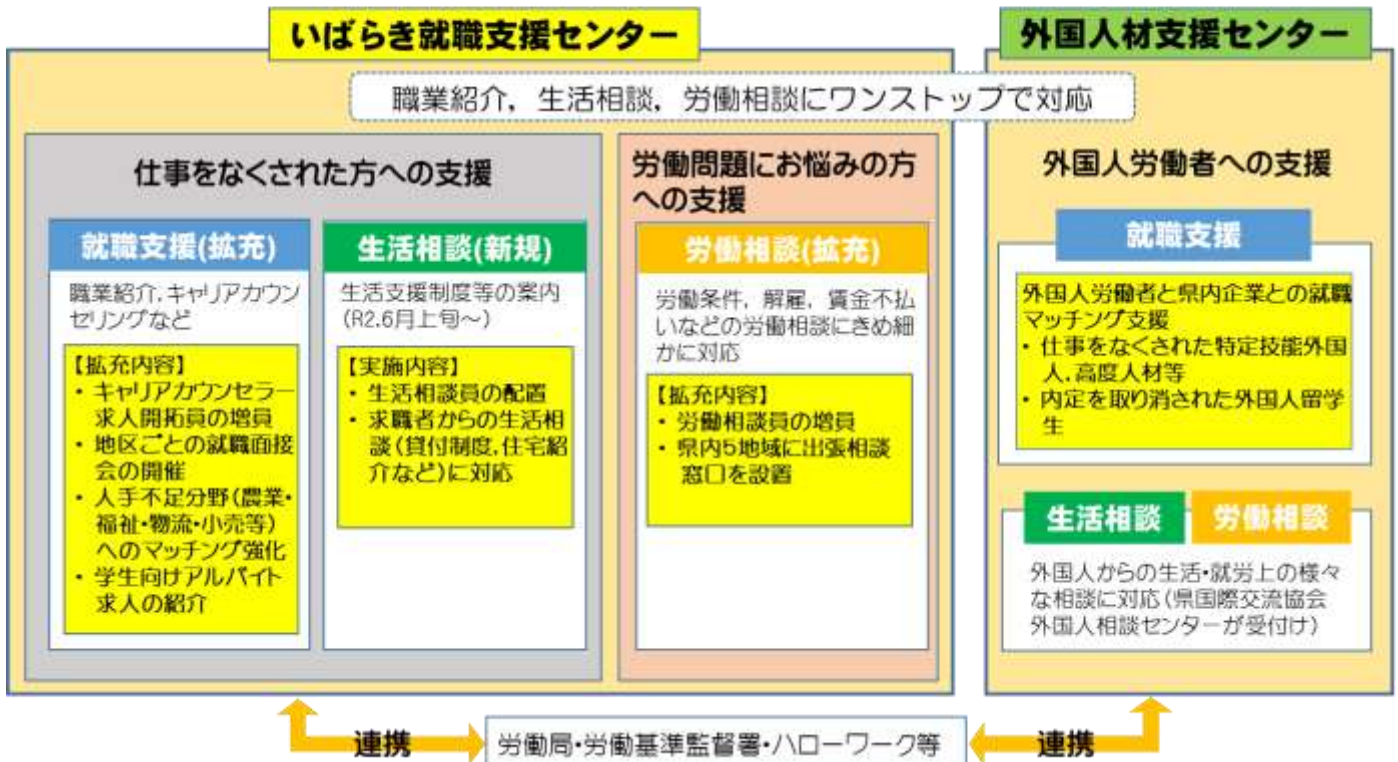 いばらき就職支援センター
職業紹介，生活相談，労働相談にワンストップで対応
仕事をなくされた方への支援
就職支援(拡充)
職業紹介，キャリアカウン
セリングなど
【拡充内容】
・キャリアカウンセラー
求人開拓員の増員
・地区ごとの就職面接
会の開催
・人手不足分野(農業・
福祉・物流・小売等)
へのマッチング強化
・学生向けアルバイト
求人の紹介
生活相談(新規)
生活支援制度等の案内
(R2.6月上旬～)
【実施内容】
・生活相談員の配置
・求職者からの生活相
談(貸付制度，住宅紹
介など)に対応
労働問題にお悩みの方
への支援
労働相談(拡充)
労働条件，解雇，賃金不払
いなどの労働相談にきめ細
かに対応
【拡充内容】
・労働相談員の増員
・県内5地域に出張相談
窓口を設置
外国人材支援センター
外国人労働者への支援
就職支援
外国人労働者と県内企業との就職
マッチング支援
・仕事をなくされた特定技能外国
人，高度人材等
・内定を取り消された外国人留学
生
生活相談
労働相談
外国人からの生活・就労上の様々
な相談に対応(県国際交流協会
外国人相談センターが受付け)
連携
労働局・労働基準監督署・ハローワーク等
連携